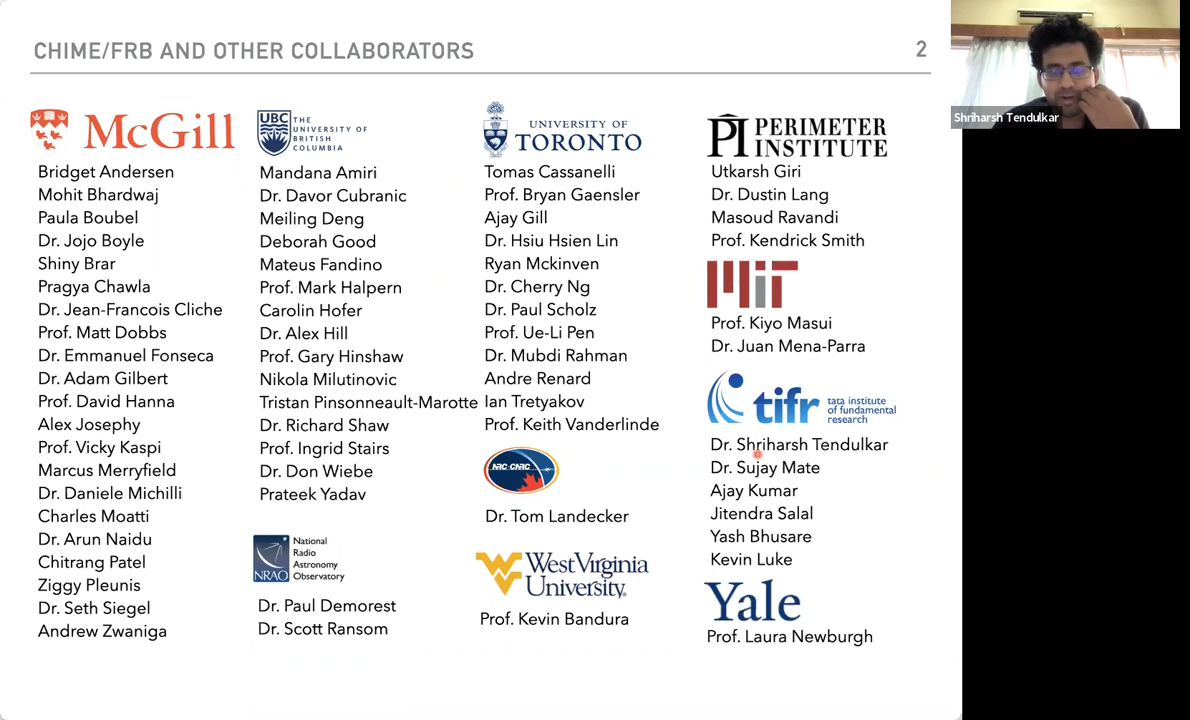 CHIME/FRB AND OTHER COLLABORATORS
2
Shriharsh Tendulkar
McGill
Bridget Andersen
Mohit Bhardwaj
Paula Boubel
Dr. Jojo Boyle
Shiny Brar
Pragya Chawla
Dr. Jean-Francois Cliche
Prof. Matt Dobbs
Dr. Emmanuel Fonseca
Dr. Adam Gilbert
Prof. David Hanna
Alex Josephy
Prof. Vicky Kaspi
Marcus Merryfield
Dr. Daniele Michilli
Charles Moatti
Dr. Arun Naidu
Chitrang Patel
Ziggy Pleunis
Dr. Seth Siegel
Andrew Zwaniga
UBC
THE
UNIVERSITY OF
BRITISH
COLUMBIA
Mandana Amiri
Dr. Davor Cubranic
Meiling Deng
Deborah Good
Mateus Fandino
Prof. Mark Halpern
Carolin Hofer
Dr. Alex Hill
Prof. Gary Hinshaw
Nikola Milutinovic
Tristan Pinsonneault-Marotte
Dr. Richard Shaw
Prof. Ingrid Stairs
Dr. Don Wiebe
Prateek Yadav
NRAO
National
Radio
Astronomy
Observatory
Dr. Paul Demorest
Dr. Scott Ransom
UNIVERSITY OF
TORONTO
Tomas Cassanelli
Prof. Bryan Gaensler
Ajay Gill
Dr. Hsiu Hsien Lin
Ryan Mckinven
Dr. Cherry Ng
Dr. Paul Scholz
Prof. Ue-Li Pen
Dr. Mubdi Rahman
Andre Renard
Ian Tretyakov
Prof. Keith Vanderlinde
NRC·CNRC
Dr. Tom Landecker
WV
West Virginia
University.
Prof. Kevin Bandura
PI PERIMETER
INSTITUTE
Utkarsh Giri
Dr. Dustin Lang
Masoud Ravandi
Prof. Kendrick Smith
MIT
Prof. Kiyo Masui
Dr. Juan Mena-Parra
tifr
tata institute
of fundamental
research
Dr. Shriharsh Tendulkar
Dr. Sujay Mate
Ajay Kumar
Jitendra Salal
Yash Bhusare
Kevin Luke
Yale
Prof. Laura Newburgh